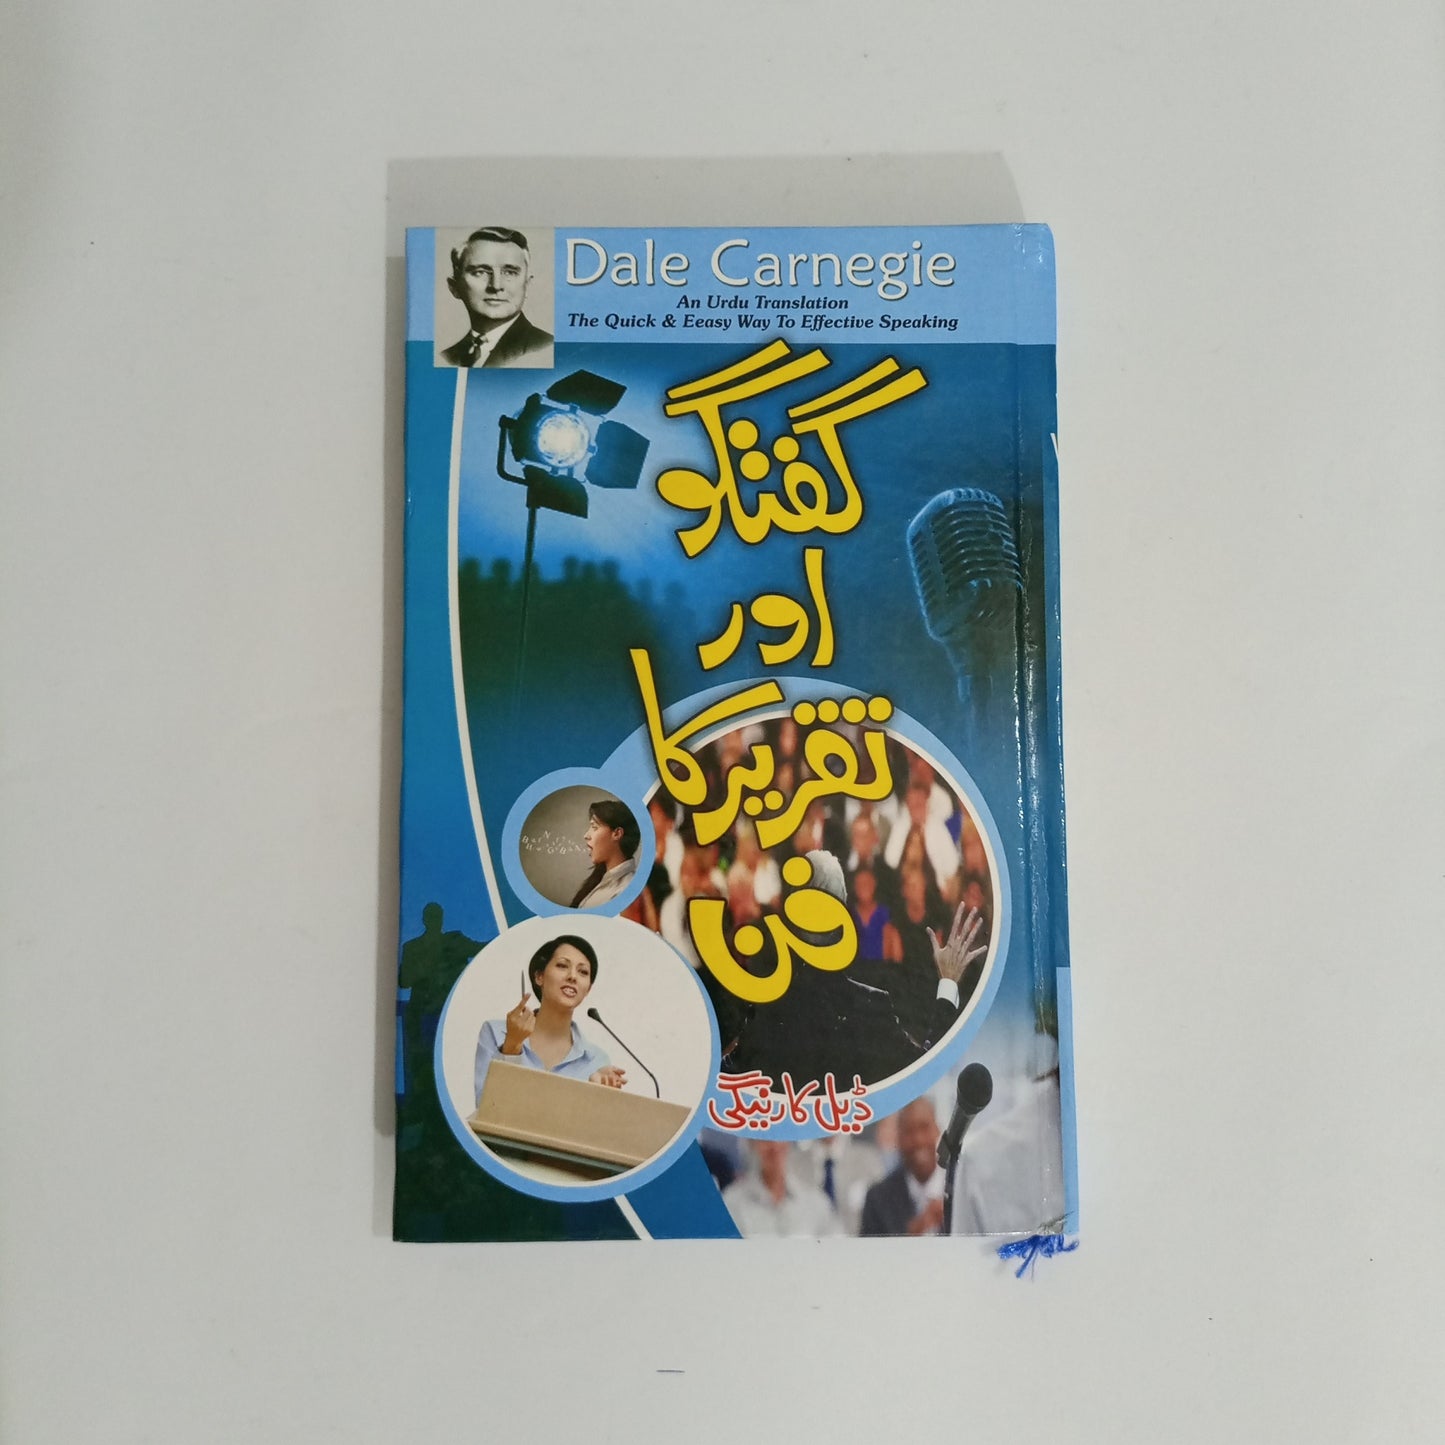 Dale Carnegie
An Urdu Translation
The Quick & Eeasy Way To Effective Speaking
گفتگو
اور
تقریر کا
فن
ڈیل کارنیگی